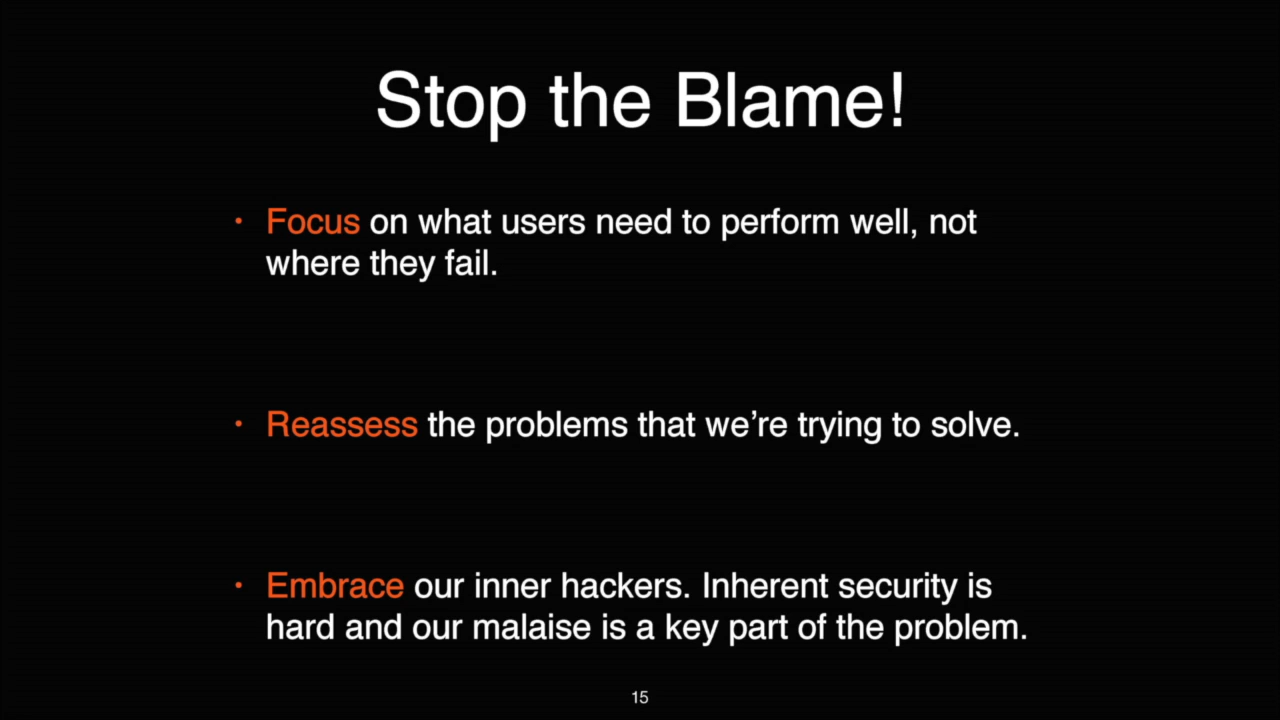 Stop the Blame!
• Focus on what users need to perform well, not
where they fail.
• Reassess the problems that we’re trying to solve.
• Embrace our inner hackers. Inherent security is
hard and our malaise is a key part of the problem.
15